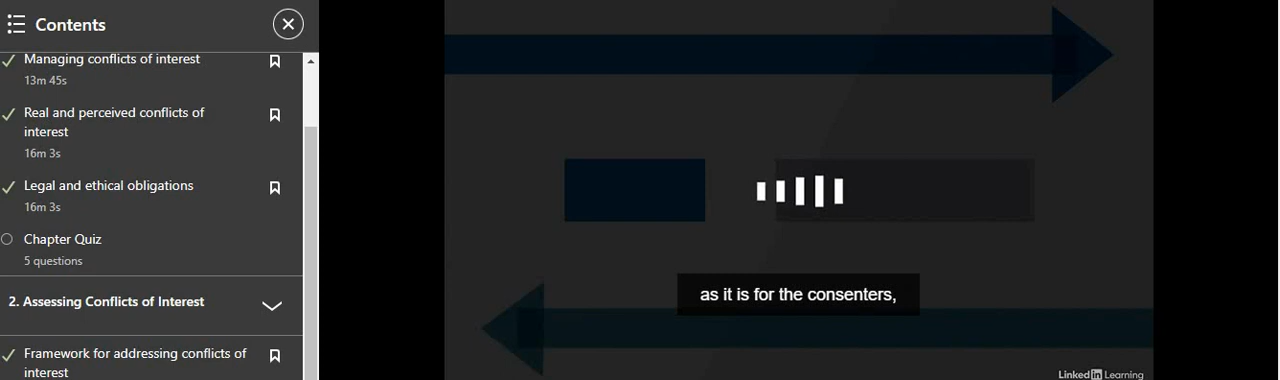 Contents
Managing conflicts of interest
13m 45s
Real and perceived conflicts of
interest
16m 3s
Legal and ethical obligations
16m 3s
Chapter Quiz
5 questions
2. Assessing Conflicts of Interest
Framework for addressing conflicts of
interest
as it is for the consenters,
Linked in Learning